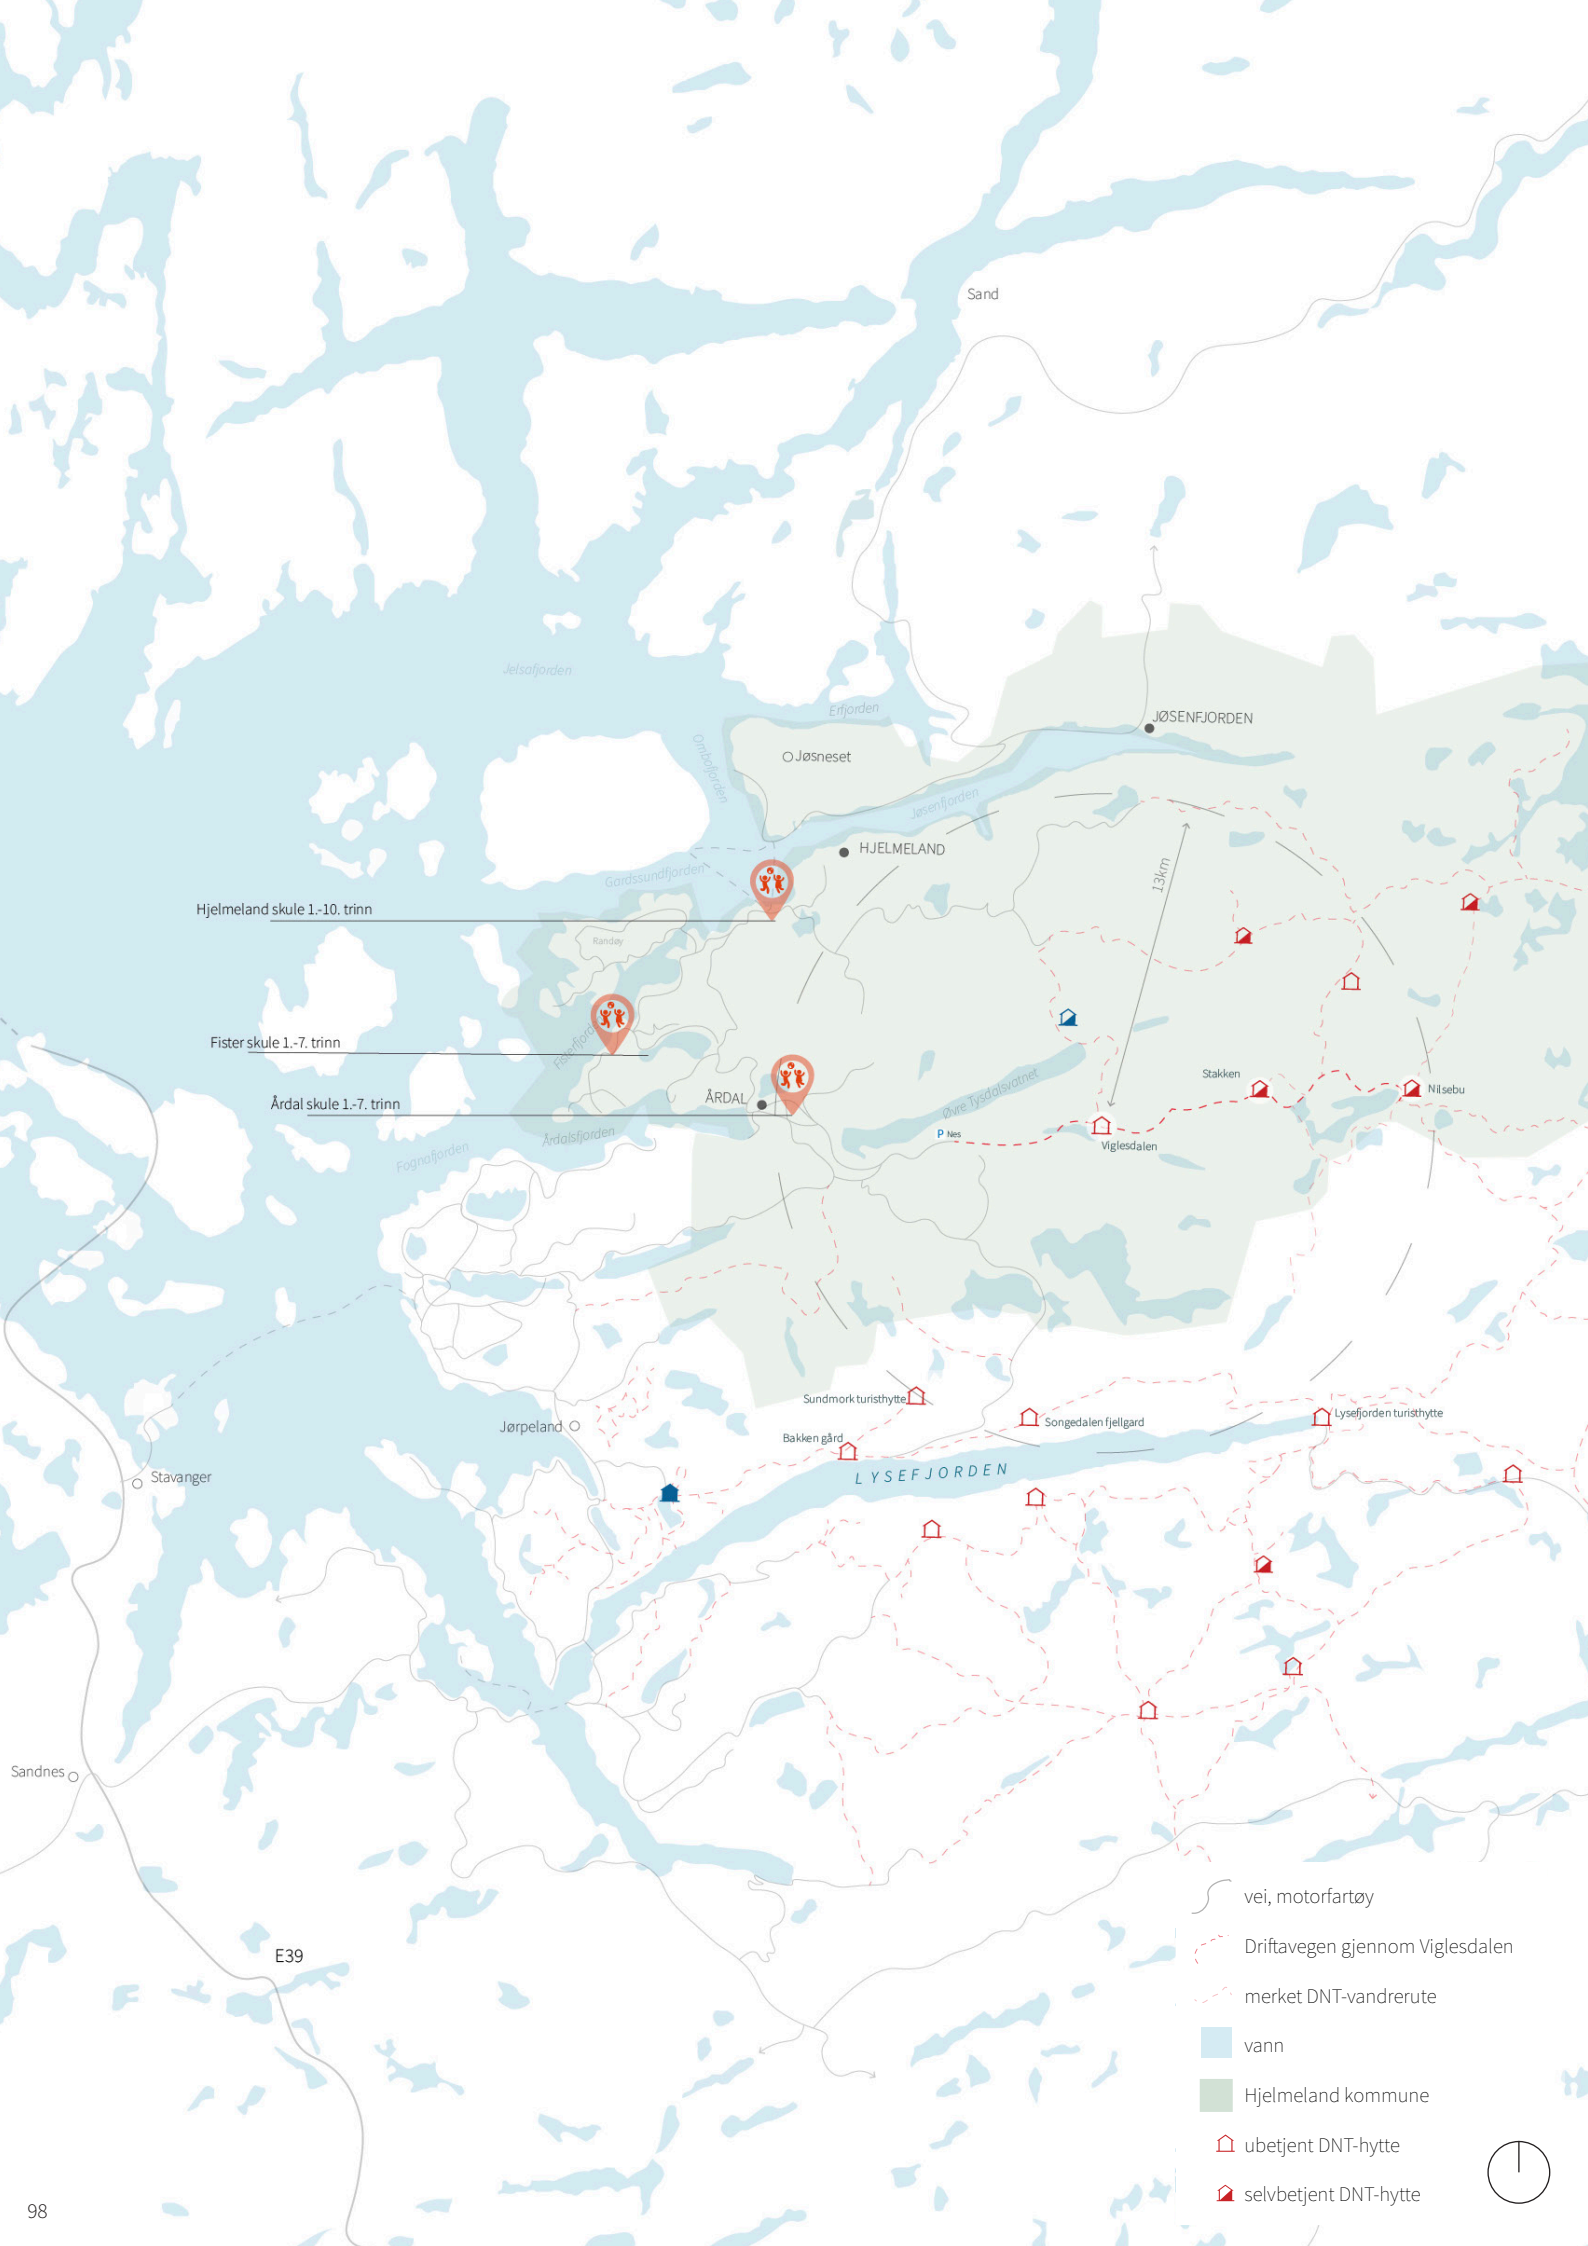 Sand
Jelsafjorden
Erfjorden
JØSENFJORDEN
Ombofjorden
Jøsneset
Jøsenfjorden
HJELMELAND
13km
Gardssundfjorden
Hjelmeland skule 1.-10. trinn
Randøy
Fister skule 1.-7. trinn
Fisterfjorden
Stakken
Nilsebu
Årdal skule 1.-7. trinn
ÅRDAL
Øvre Tysdalsvatnet
P Nes
Årdalsfjorden
Viglesdalen
Fognafjorden
Sundmork turisthytte
Lysefjorden turisthytte
Songedalen fjellgard
Jørpeland
Bakken gård
LYSEFJORDEN
Stavanger
Sandnes
E39
vei, motorfartøy
Driftavegen gjennom Viglesdalen
merket DNT-vandrerute
vann
Hjelmeland kommune
ubetjent DNT-hytte
selvbetjent DNT-hytte
98